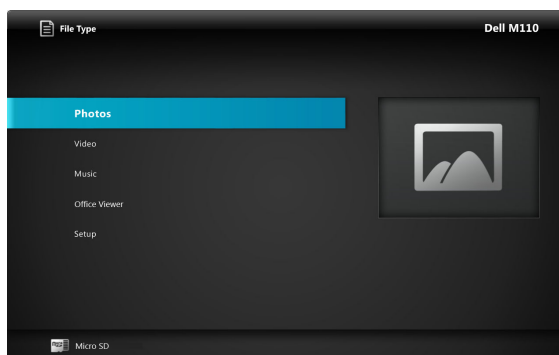 File Type
Dell M110
Photos
Video
Music
Office Viewer
Setup
Micro SD